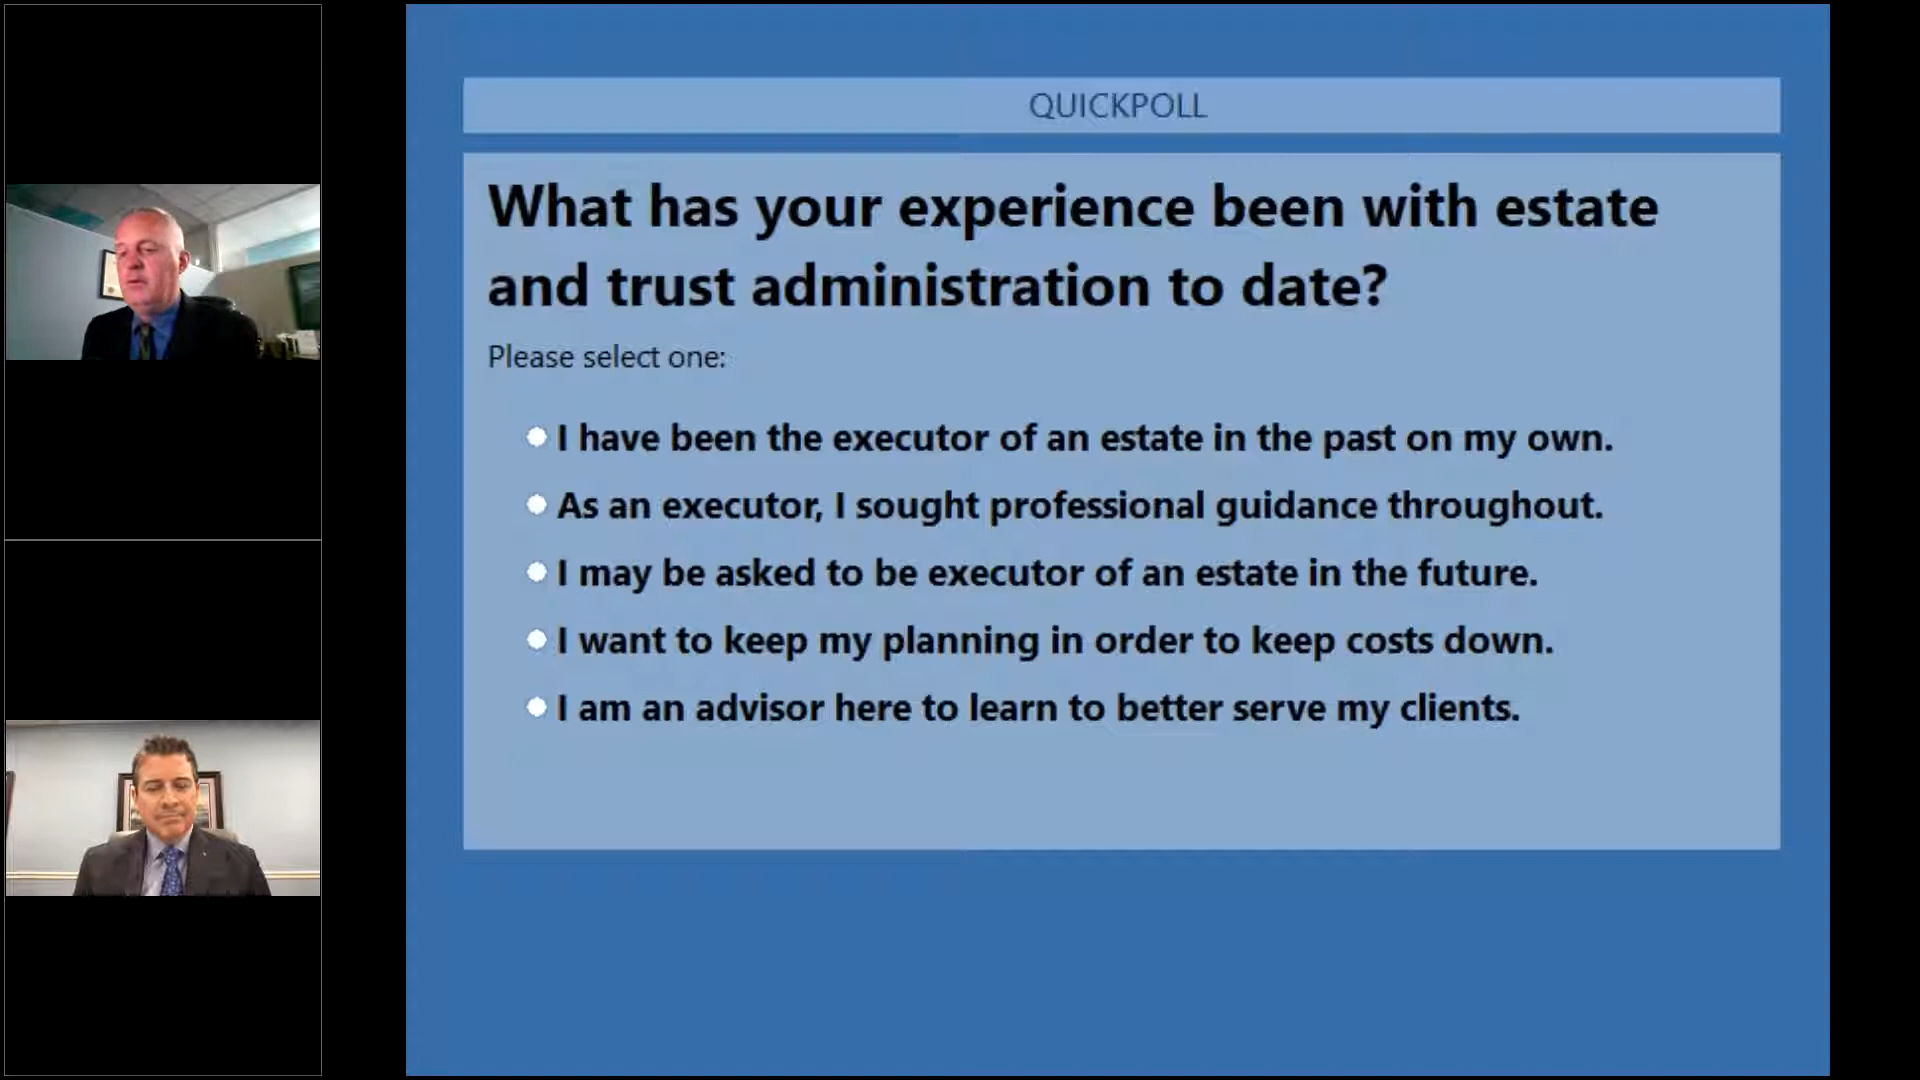 QUICKPOLL
What has your experience been with estate
and trust administration to date?
Please select one:
I have been the executor of an estate in the past on my own.
As an executor, I sought professional guidance throughout.
I may be asked to be executor of an estate in the future.
I want to keep my planning in order to keep costs down.
I am an advisor here to learn to better serve my clients.